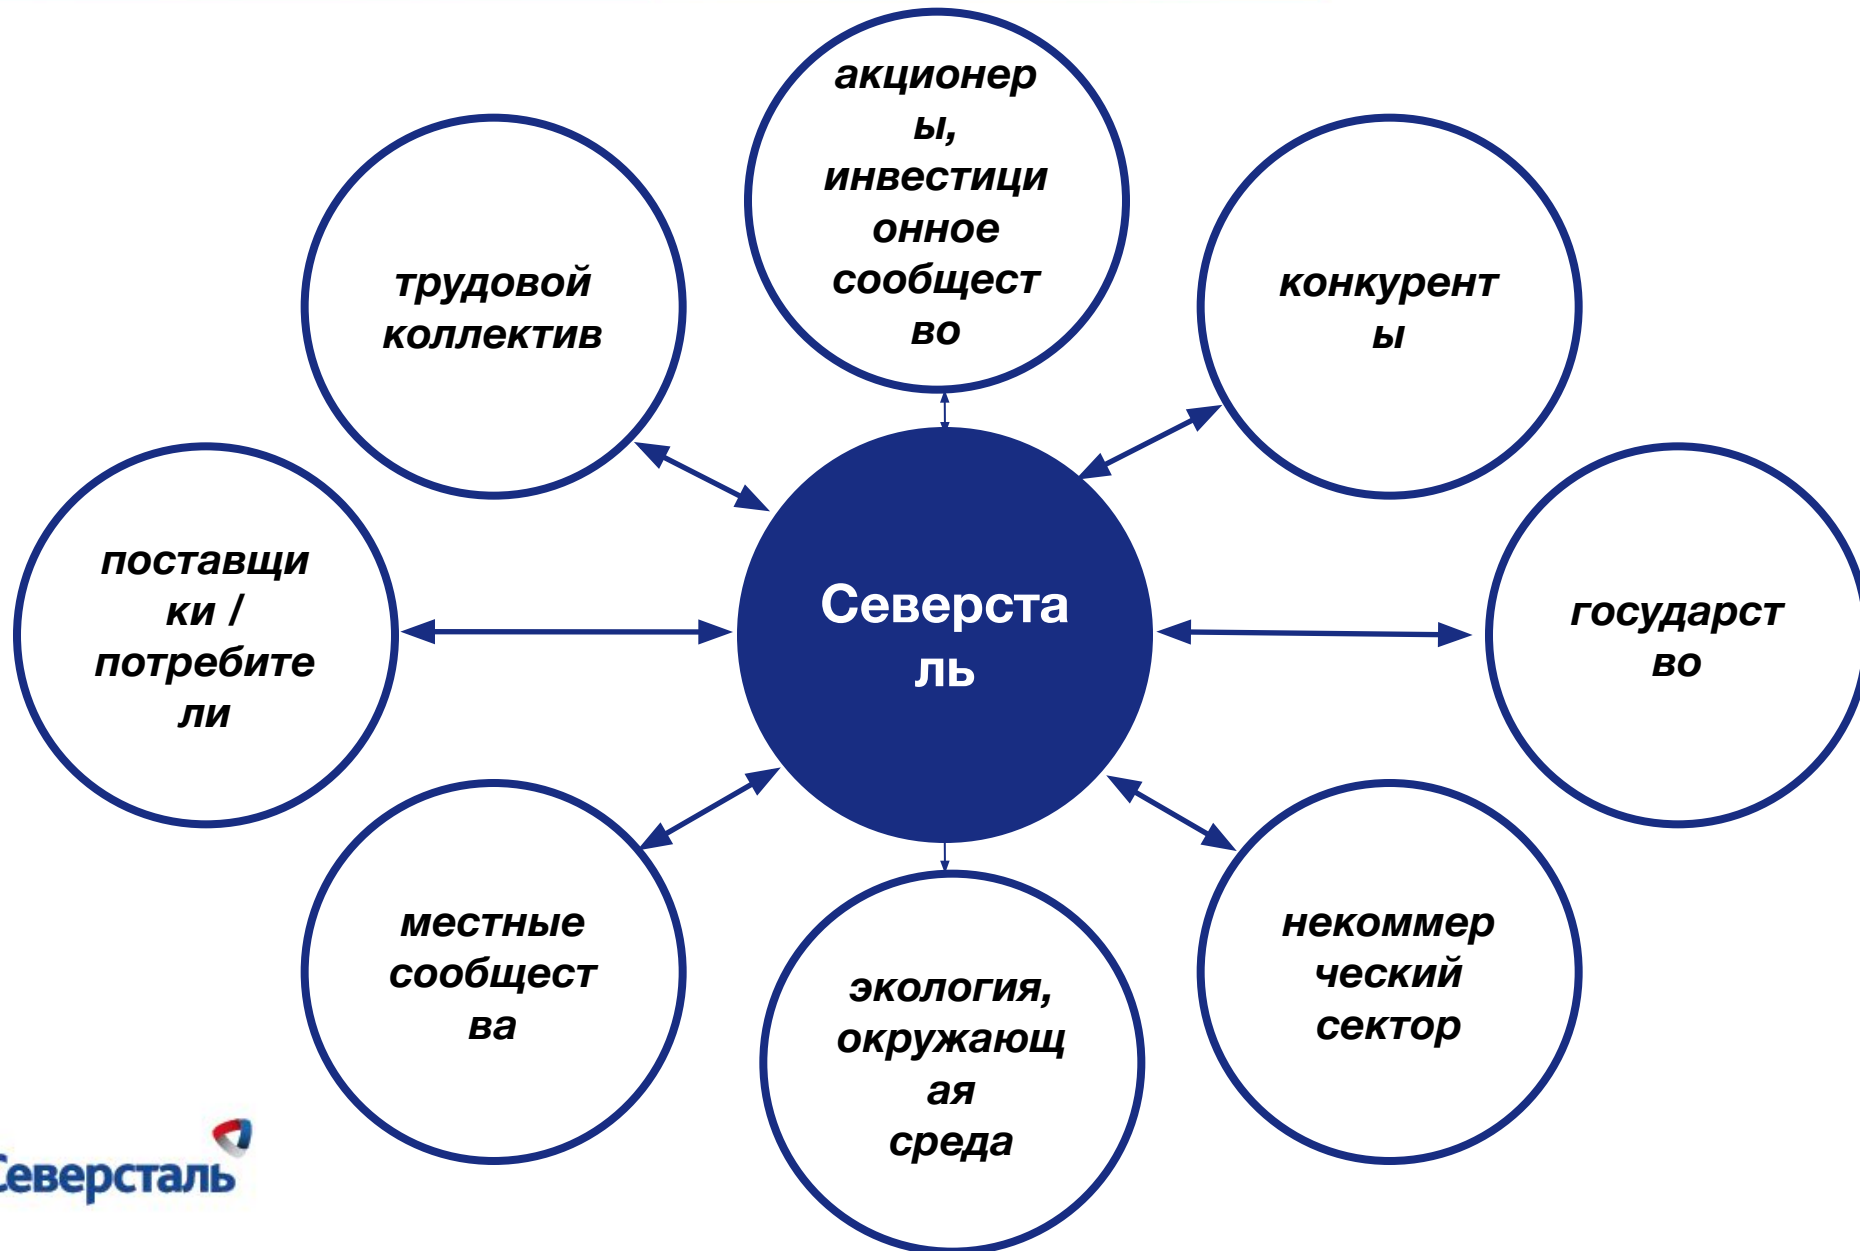 акционер
ы,
инвестици
онное
сообщест
во
трудовой
коллектив
конкурент
ы
поставщи
ки /
потребите
ли
Северста
ль
государст
во
местные
сообщест
ва
экология,
окружающ
ая
среда
некоммер
ческий
сектор
Северсталь